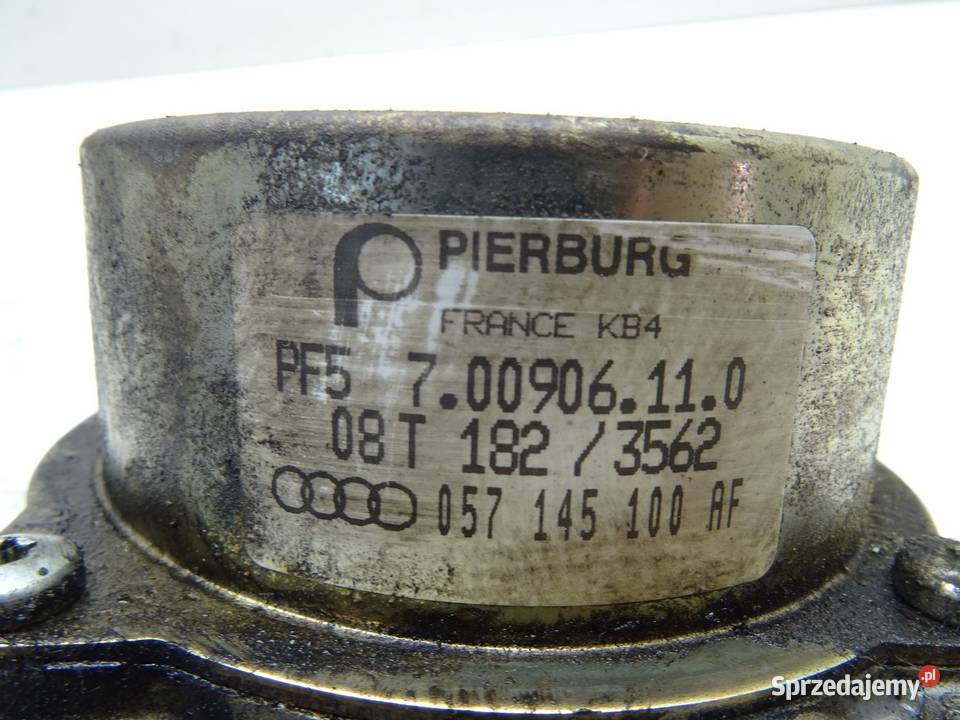 PIERBURG
FRANCE KB4
PF5 7.00906.11.0
08T 182 / 3562
057 145 100 AF
Sprzedajemy.pl